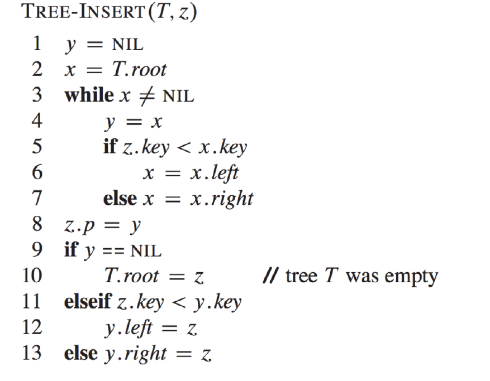 TREE-INSERT(T, z)
1 y = NIL
2 x = T.root
3 while x ≠ NIL
4 y = x
5 if z.key < x.key
6 x = x.left
7 else x = x.right
8 z.p = y
9 if y == NIL
10 T.root = z // tree T was empty
11 elseif z.key < y.key
12 y.left = z
13 else y.right = z